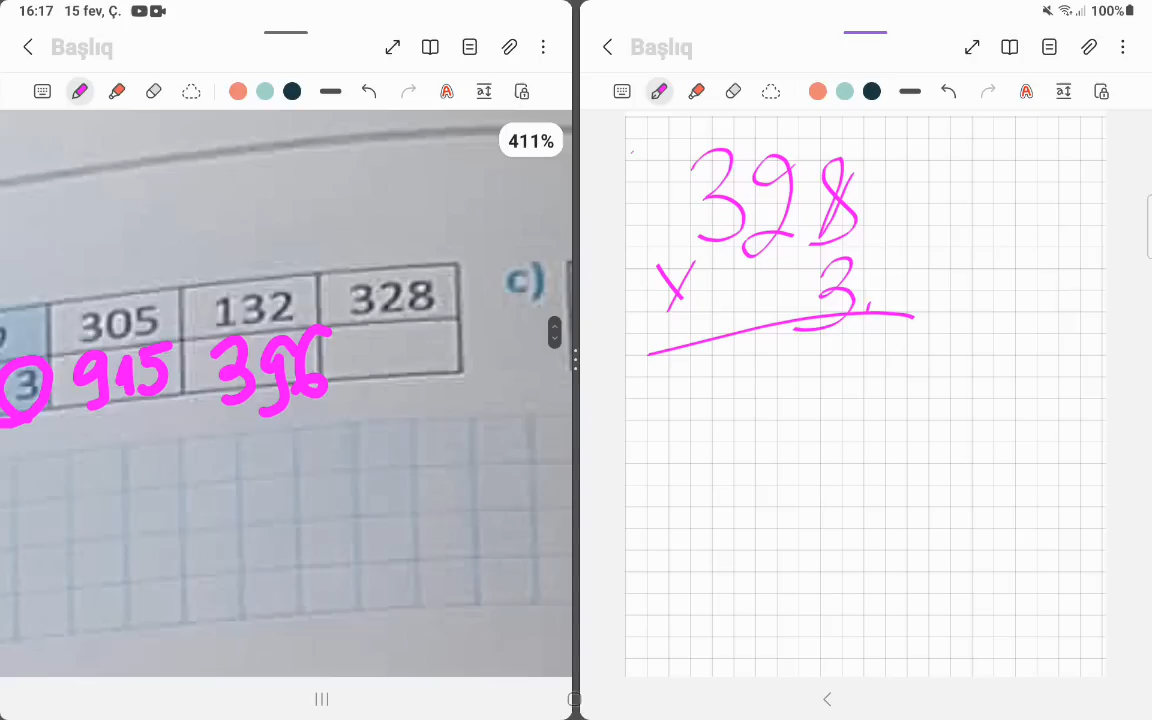 16:17 15 fev, Ç.
100%
Başlıq
Başlıq
411%
305 132 328
c)
3 915 396
328
x 3